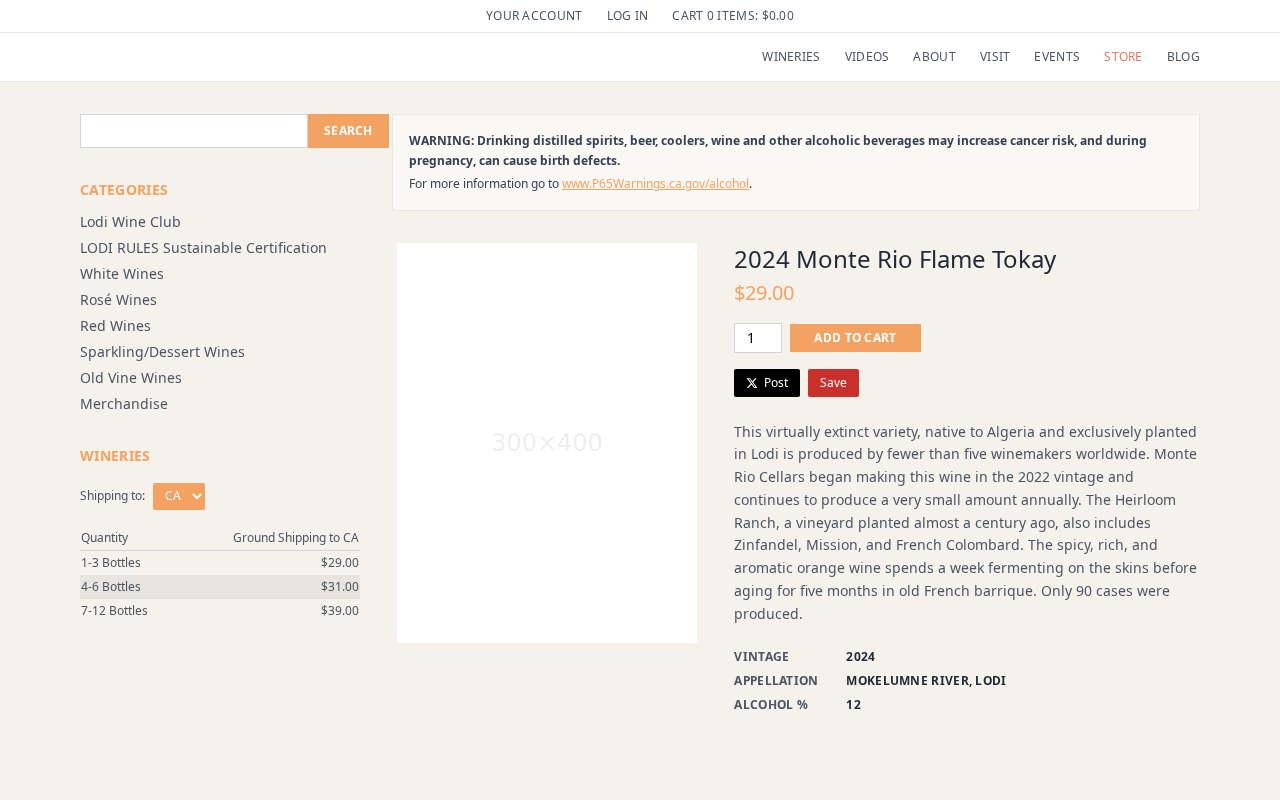 YOUR ACCOUNT LOG IN CART 0 ITEMS: $0.00
WINERIES VIDEOS ABOUT VISIT EVENTS STORE BLOG
SEARCH
CATEGORIES
Lodi Wine Club
LODI RULES Sustainable Certification
White Wines
Rosé Wines
Red Wines
Sparkling/Dessert Wines
Old Vine Wines
Merchandise
WINERIES
Shipping to: CA
Quantity Ground Shipping to CA
1-3 Bottles $29.00
4-6 Bottles $31.00
7-12 Bottles $39.00
WARNING: Drinking distilled spirits, beer, coolers, wine and other alcoholic beverages may increase cancer risk, and during
pregnancy, can cause birth defects.
For more information go to www.P65Warnings.ca.gov/alcohol.
300×400
2024 Monte Rio Flame Tokay
$29.00
1 ADD TO CART
Post Save
This virtually extinct variety, native to Algeria and exclusively planted
in Lodi is produced by fewer than five winemakers worldwide. Monte
Rio Cellars began making this wine in the 2022 vintage and
continues to produce a very small amount annually. The Heirloom
Ranch, a vineyard planted almost a century ago, also includes
Zinfandel, Mission, and French Colombard. The spicy, rich, and
aromatic orange wine spends a week fermenting on the skins before
aging for five months in old French barrique. Only 90 cases were
produced.
VINTAGE 2024
APPELLATION MOKELUMNE RIVER, LODI
ALCOHOL % 12